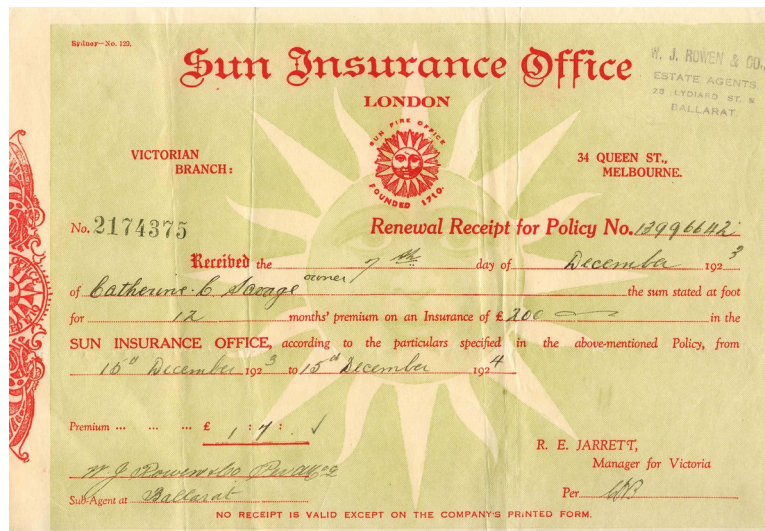 Sydney—No. 120.
Sun Insurance Office
LONDON
W. J. ROWEN & CO.,
ESTATE AGENTS
LYDIARD ST.
BALLARAT
SUN FIRE OFFICE
FOUNDED 1710.
VICTORIAN
BRANCH:
34 QUEEN ST.,
MELBOURNE.
No. 2174375
Renewal Receipt for Policy No. 13996642
Received the 7th day of December 1923
of Catherine C Savage owner the sum stated at foot
for 12 months' premium on an Insurance of £ 200 in the
SUN INSURANCE OFFICE, according to the particulars specified in the above-mentioned Policy, from
15th December 1923 to 15th December 1924
Premium ... ... ... £ 1 : 7 :
R. E. JARRETT,
Manager for Victoria
W J Rowen & Co
Sub-Agent at Ballarat
Per
NO RECEIPT IS VALID EXCEPT ON THE COMPANY'S PRINTED FORM.